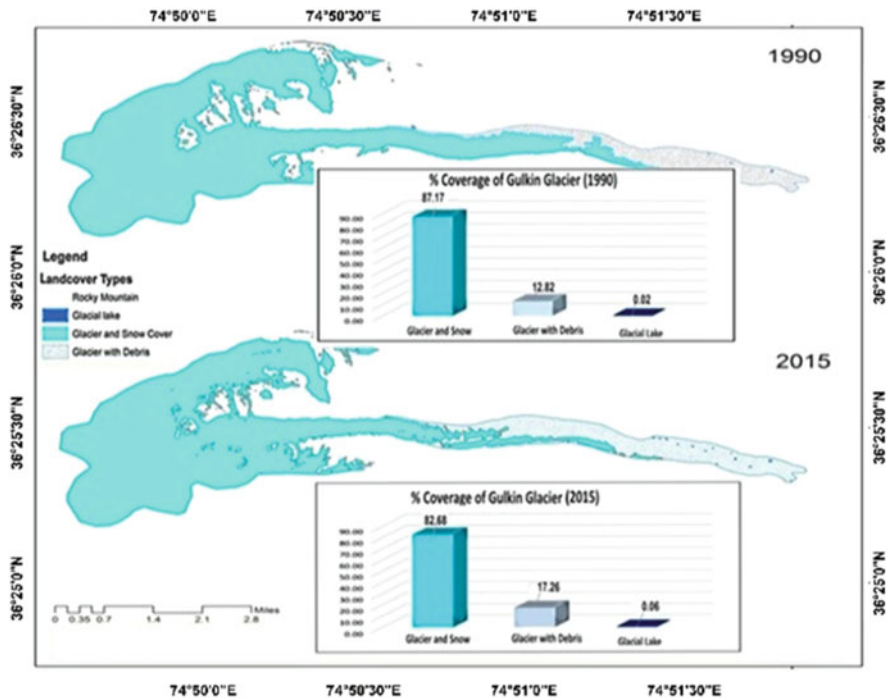 74°50'0"E 74°50'30"E 74°51'0"E 74°51'30"E
1990
36°26'30"N
36°26'30"N
% Coverage of Gulkin Glacier (1990)
87.17
90.00
80.00
70.00
60.00
50.00
40.00
30.00
20.00
10.00
0.00
12.82
0.02
Glacier and Snow Glacier with Debris Glacial Lake
36°26'0"N
36°26'0"N
Legend
Landcover Types
Rocky Mountain
Glacial lake
Glacier and Snow Cover
Glacier with Debris
2015
36°25'30"N
36°25'30"N
% Coverage of Gulkin Glacier (2015)
82.68
90.00
80.00
70.00
60.00
50.00
40.00
30.00
20.00
10.00
0.00
17.26
0.06
Glacier and Snow Glacier with Debris Glacial Lake
36°25'0"N
36°25'0"N
Miles
0 0.35 0.7 1.4 2.1 2.8
74°50'0"E 74°50'30"E 74°51'0"E 74°51'30"E